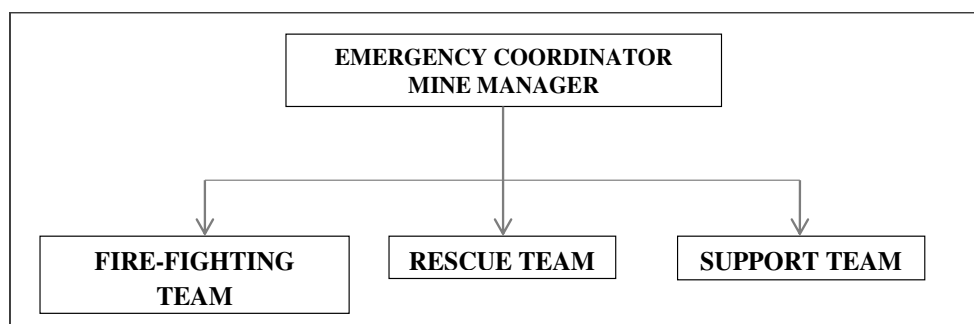 EMERGENCY COORDINATOR
MINE MANAGER
FIRE-FIGHTING
TEAM
RESCUE TEAM
SUPPORT TEAM